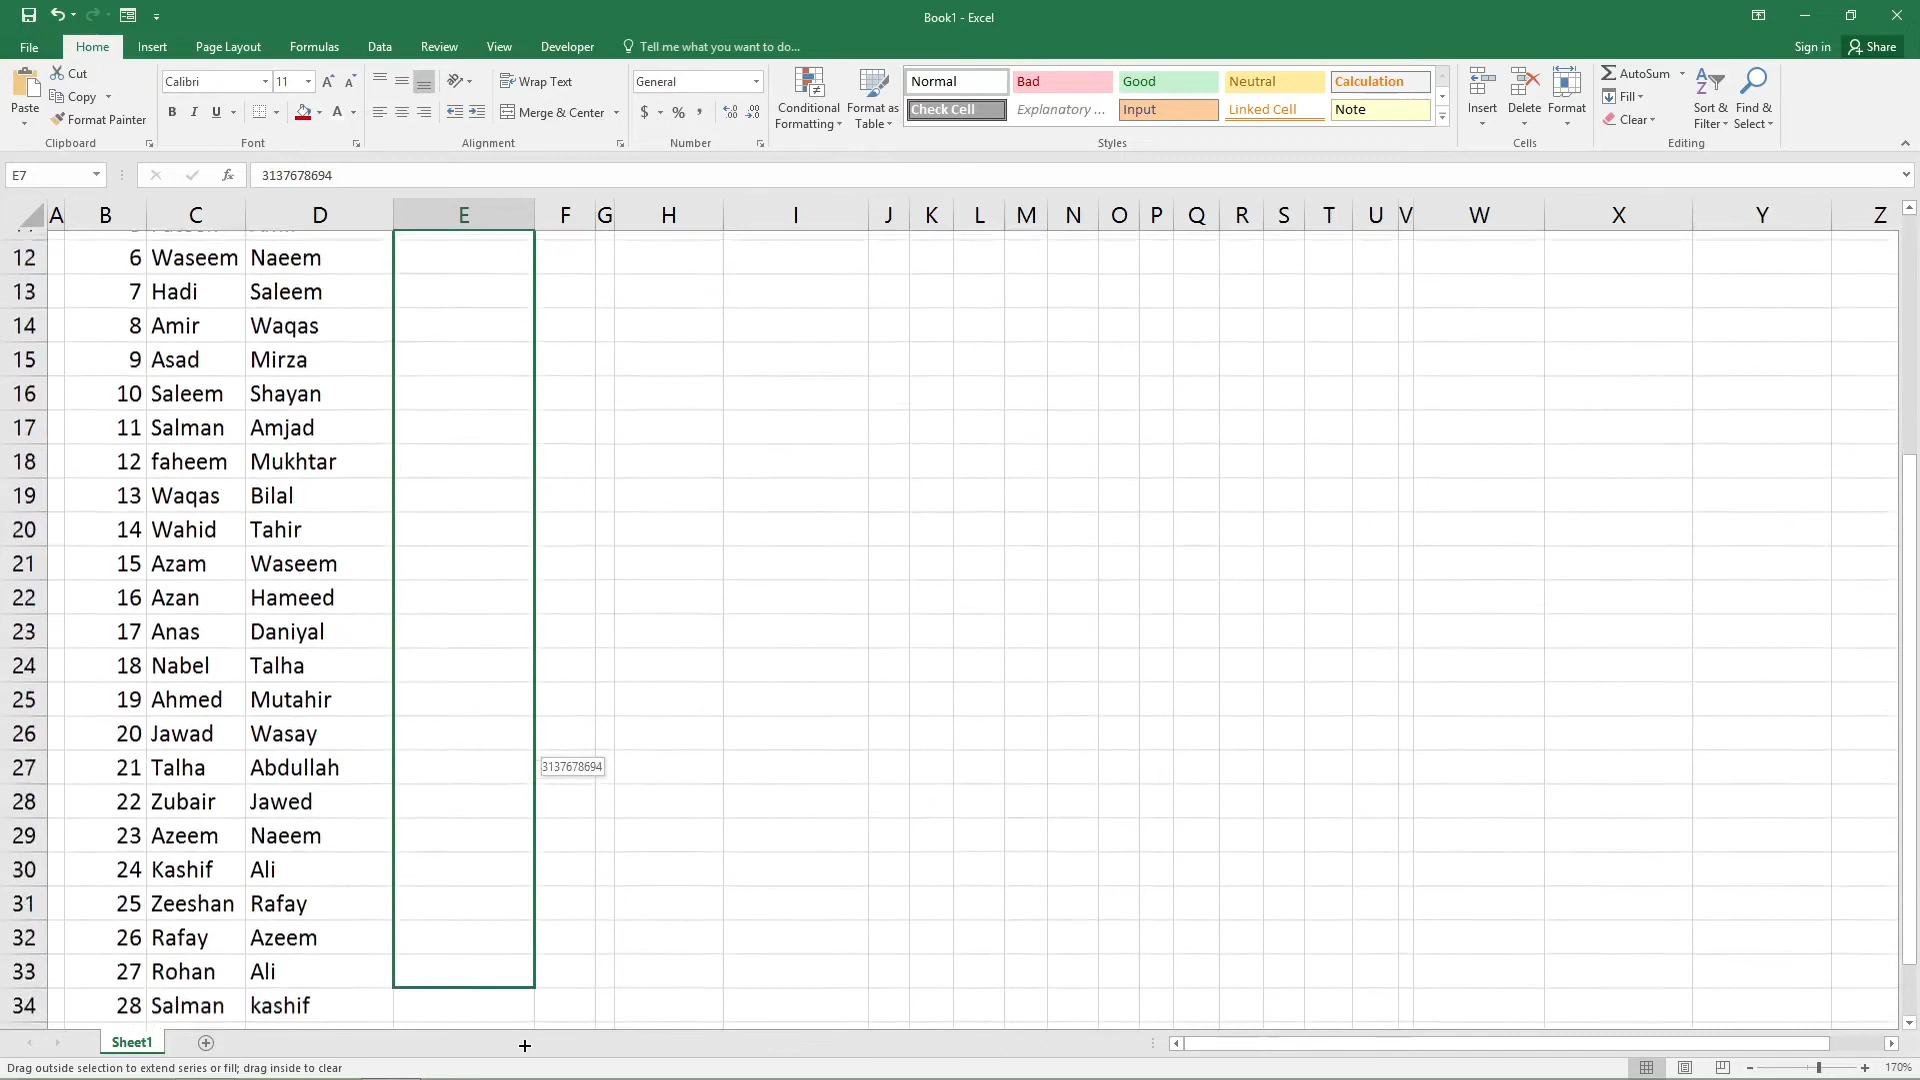 Book1 - Excel
File Home Insert Page Layout Formulas Data Review View Developer Tell me what you want to do... Sign in Share
Paste Cut Copy Format Painter Clipboard
Calibri 11 B I U A Font
Wrap Text Merge & Center Alignment
General $ % , Number
Conditional Formatting Format as Table
Normal Bad Good Neutral Calculation
Check Cell Explanatory ... Input Linked Cell Note
Styles
Insert Delete Format Cells
AutoSum Fill Clear Sort & Filter Find & Select Editing
E7 fx 3137678694
A B C D E F G H I J K L M N O P Q R S T U V W X Y Z
12 6 Waseem Naeem
13 7 Hadi Saleem
14 8 Amir Waqas
15 9 Asad Mirza
16 10 Saleem Shayan
17 11 Salman Amjad
18 12 faheem Mukhtar
19 13 Waqas Bilal
20 14 Wahid Tahir
21 15 Azam Waseem
22 16 Azan Hameed
23 17 Anas Daniyal
24 18 Nabel Talha
25 19 Ahmed Mutahir
26 20 Jawad Wasay
27 21 Talha Abdullah 3137678694
28 22 Zubair Jawed
29 23 Azeem Naeem
30 24 Kashif Ali
31 25 Zeeshan Rafay
32 26 Rafay Azeem
33 27 Rohan Ali
34 28 Salman kashif
Sheet1
Drag outside selection to extend series or fill; drag inside to clear 170%